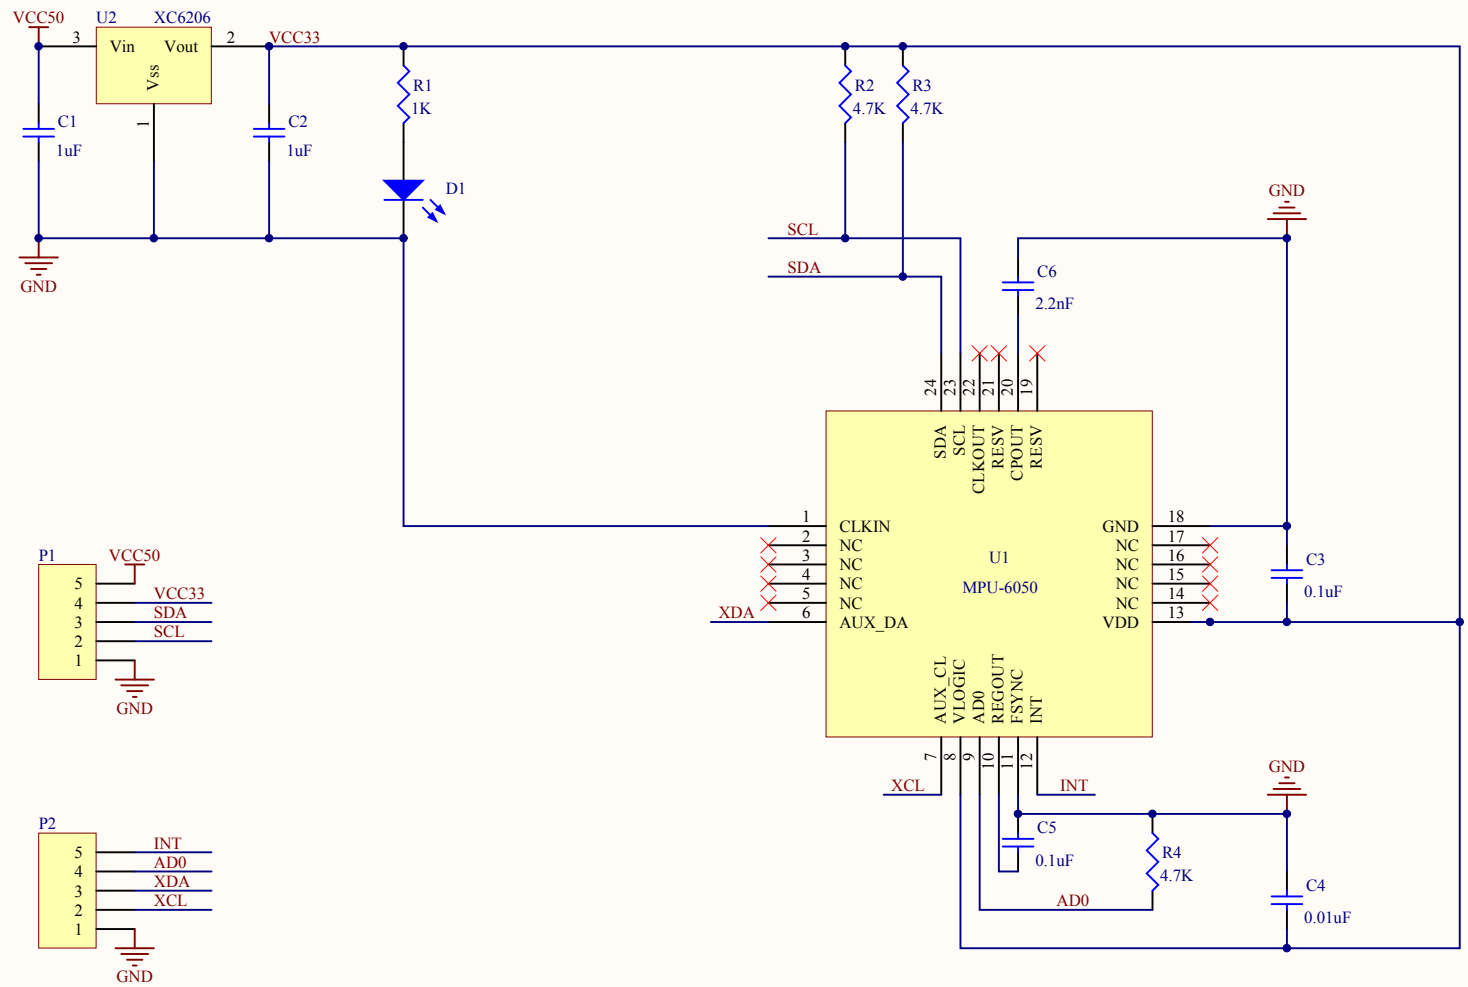 VCC50
U2 XC6206
3 Vin Vout 2 VCC33
Vss
1
C1
1uF
C2
1uF
R1
1K
D1
GND
R2
4.7K
R3
4.7K
SCL
SDA
GND
C6
2.2nF
24 23 22 21 20 19
SDA SCL CLKOUT RESV CPOUT RESV
1 CLKIN
2 NC
3 NC
4 NC
5 NC
XDA 6 AUX_DA
U1
MPU-6050
GND 18
NC 17
NC 16
NC 15
NC 14
VDD 13
C3
0.1uF
AUX_CL VLOGIC AD0 REGOUT FSYNC INT
7 8 9 10 11 12
XCL
INT
GND
C5
0.1uF
R4
4.7K
AD0
C4
0.01uF
P1 VCC50
5
4 VCC33
3 SDA
2 SCL
1
GND
P2
5 INT
4 AD0
3 XDA
2 XCL
1
GND